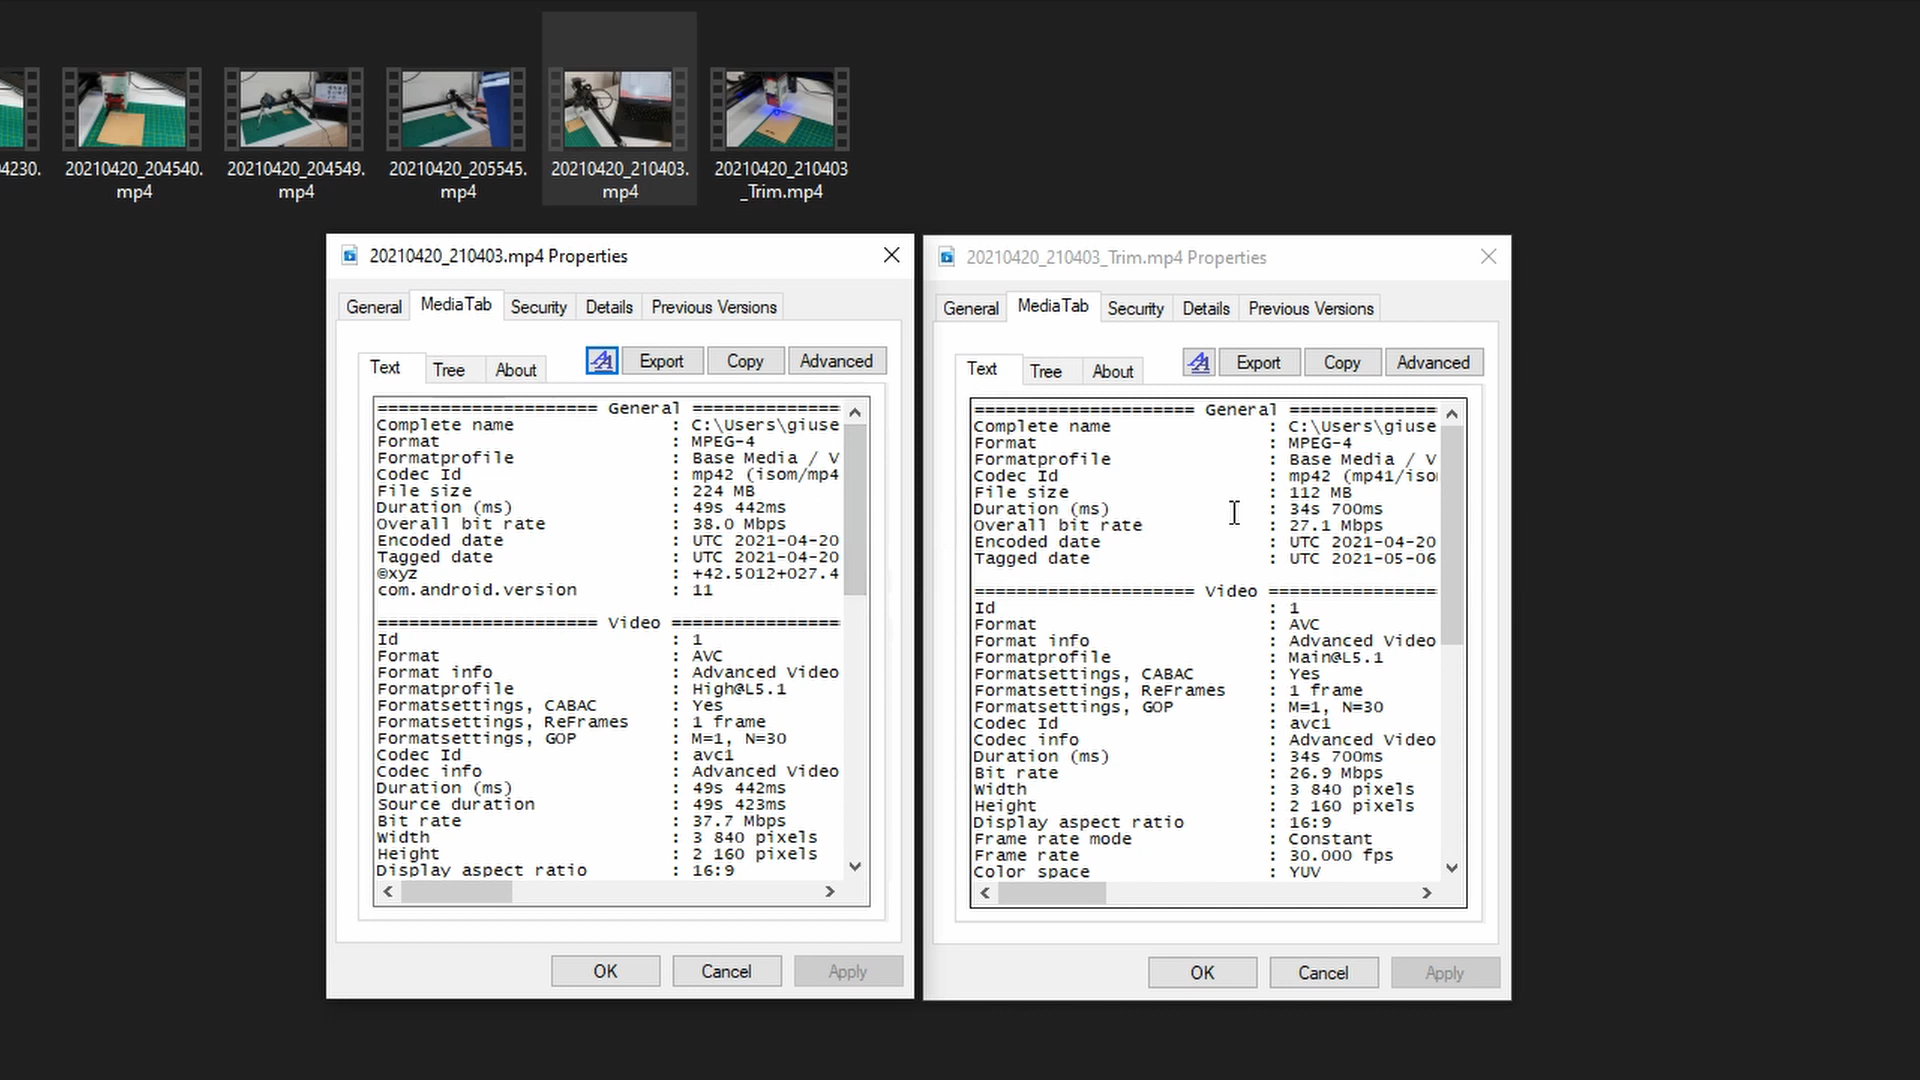 04230.
20210420_204540.
mp4
20210420_204549.
mp4
20210420_205545.
mp4
20210420_210403.
mp4
20210420_210403
_Trim.mp4
20210420_210403.mp4 Properties
General MediaTab Security Details Previous Versions
Text Tree About A Export Copy Advanced
===================== General ==============
Complete name : C:\Users\giuse
Format : MPEG-4
Formatprofile : Base Media / V
Codec Id : mp42 (isom/mp4
File size : 224 MB
Duration (ms) : 49s 442ms
Overall bit rate : 38.0 Mbps
Encoded date : UTC 2021-04-20
Tagged date : UTC 2021-04-20
©xyz : +42.5012+027.4
com.android.version : 11
===================== Video ================
Id : 1
Format : AVC
Format info : Advanced Video
Formatprofile : High@L5.1
Formatsettings, CABAC : Yes
Formatsettings, ReFrames : 1 frame
Formatsettings, GOP : M=1, N=30
Codec Id : avc1
Codec info : Advanced Video
Duration (ms) : 49s 442ms
Source duration : 49s 423ms
Bit rate : 37.7 Mbps
Width : 3 840 pixels
Height : 2 160 pixels
Display aspect ratio : 16:9
OK Cancel Apply
20210420_210403_Trim.mp4 Properties
General MediaTab Security Details Previous Versions
Text Tree About A Export Copy Advanced
===================== General ==============
Complete name : C:\Users\giuse
Format : MPEG-4
Formatprofile : Base Media / V
Codec Id : mp42 (mp41/iso
File size : 112 MB
Duration (ms) : 34s 700ms
Overall bit rate : 27.1 Mbps
Encoded date : UTC 2021-04-20
Tagged date : UTC 2021-05-06
===================== Video ================
Id : 1
Format : AVC
Format info : Advanced Video
Formatprofile : Main@L5.1
Formatsettings, CABAC : Yes
Formatsettings, ReFrames : 1 frame
Formatsettings, GOP : M=1, N=30
Codec Id : avc1
Codec info : Advanced Video
Duration (ms) : 34s 700ms
Bit rate : 26.9 Mbps
Width : 3 840 pixels
Height : 2 160 pixels
Display aspect ratio : 16:9
Frame rate mode : Constant
Frame rate : 30.000 fps
Color space : YUV
OK Cancel Apply